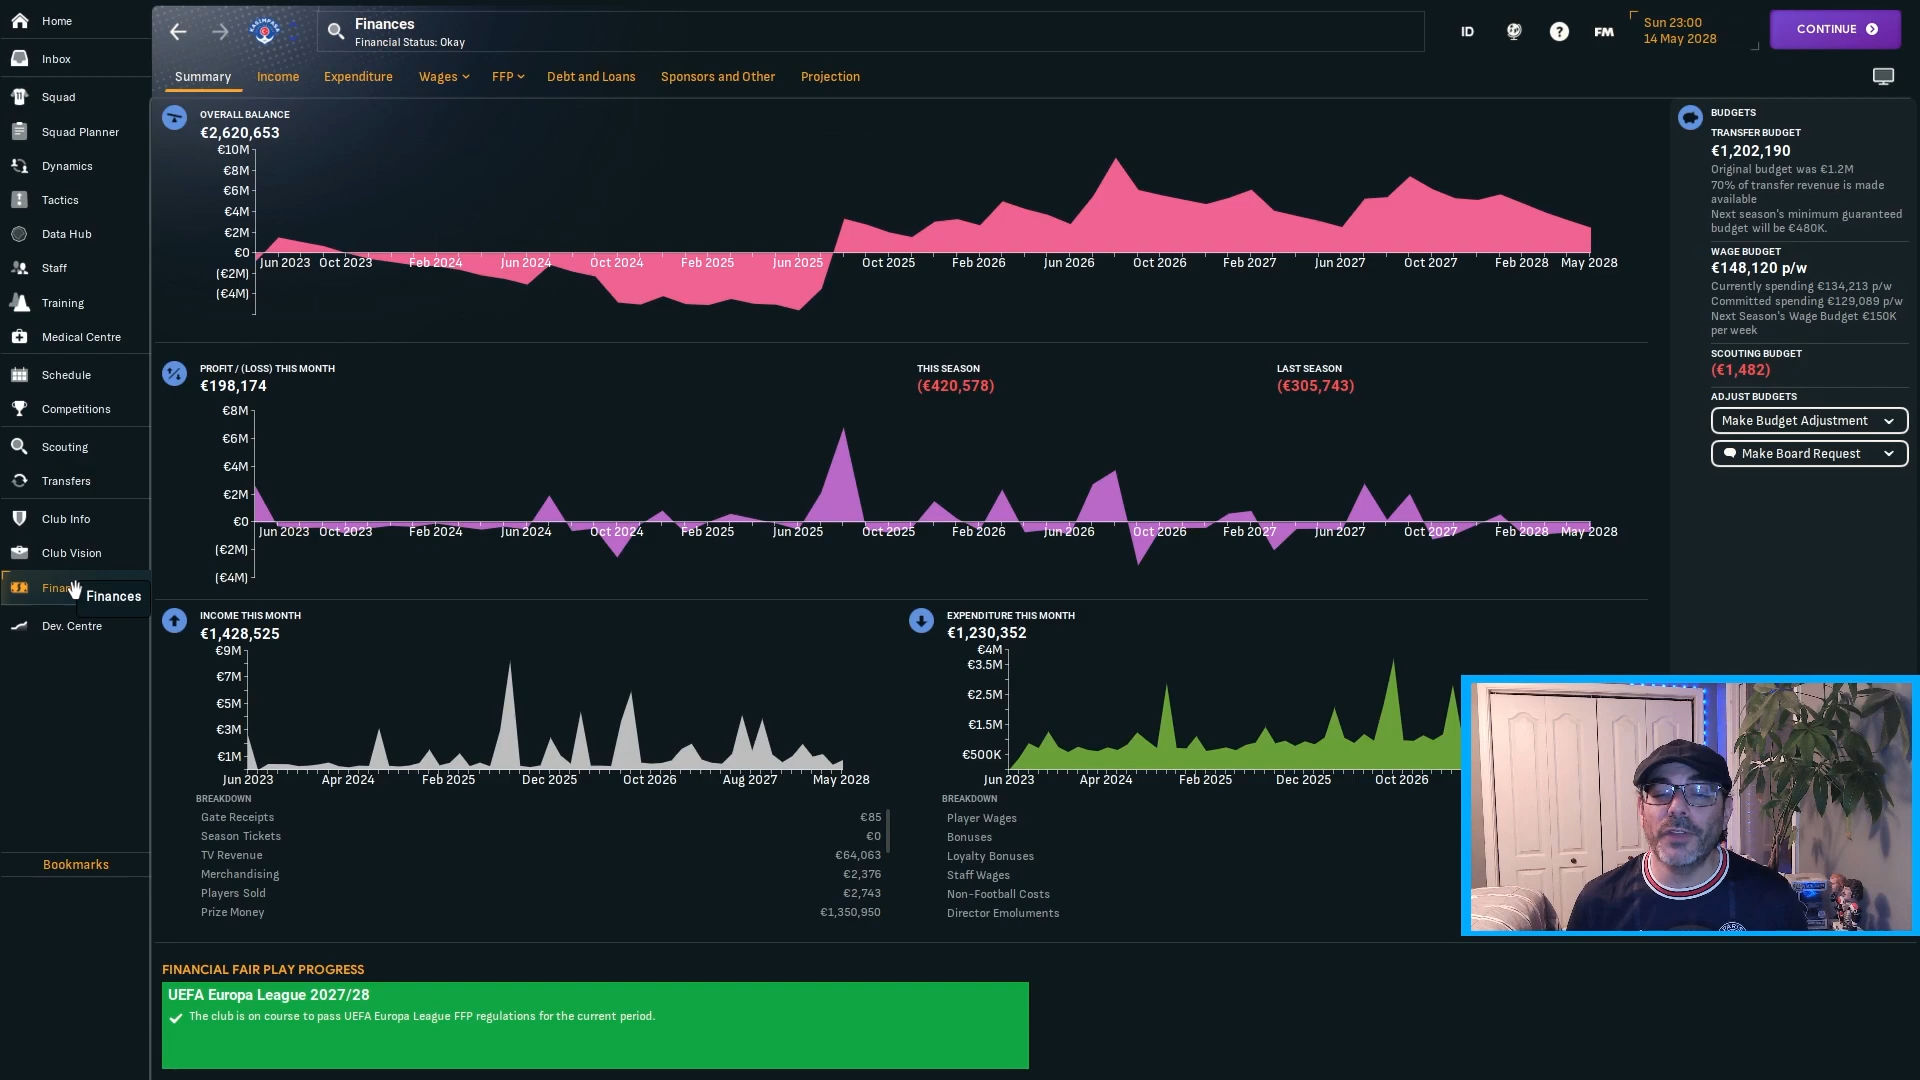 Home
Inbox
Squad
Squad Planner
Dynamics
Tactics
Data Hub
Staff
Training
Medical Centre
Schedule
Competitions
Scouting
Transfers
Club Info
Club Vision
Finances
Dev. Centre
Bookmarks
KASIMPAŞA
Finances
Financial Status: Okay
ID
?
FM
Sun 23:00
14 May 2028
CONTINUE
Summary
Income
Expenditure
Wages
FFP
Debt and Loans
Sponsors and Other
Projection
OVERALL BALANCE
€2,620,653
€10M
€8M
€6M
€4M
€2M
€0
(€2M)
(€4M)
Jun 2023 Oct 2023 Feb 2024 Jun 2024 Oct 2024 Feb 2025 Jun 2025 Oct 2025 Feb 2026 Jun 2026 Oct 2026 Feb 2027 Jun 2027 Oct 2027 Feb 2028 May 2028
PROFIT / (LOSS) THIS MONTH
€198,174
THIS SEASON
(€420,578)
LAST SEASON
(€305,743)
€8M
€6M
€4M
€2M
€0
(€2M)
(€4M)
Jun 2023 Oct 2023 Feb 2024 Jun 2024 Oct 2024 Feb 2025 Jun 2025 Oct 2025 Feb 2026 Jun 2026 Oct 2026 Feb 2027 Jun 2027 Oct 2027 Feb 2028 May 2028
INCOME THIS MONTH
€1,428,525
€9M
€7M
€5M
€3M
€1M
Jun 2023 Apr 2024 Feb 2025 Dec 2025 Oct 2026 Aug 2027 May 2028
BREAKDOWN
Gate Receipts €85
Season Tickets €0
TV Revenue €64,063
Merchandising €2,376
Players Sold €2,743
Prize Money €1,350,950
EXPENDITURE THIS MONTH
€1,230,352
€4M
€3.5M
€2.5M
€1.5M
€500K
Jun 2023 Apr 2024 Feb 2025 Dec 2025 Oct 2026
BREAKDOWN
Player Wages
Bonuses
Loyalty Bonuses
Staff Wages
Non-Football Costs
Director Emoluments
FINANCIAL FAIR PLAY PROGRESS
UEFA Europa League 2027/28
The club is on course to pass UEFA Europa League FFP regulations for the current period.
BUDGETS
TRANSFER BUDGET
€1,202,190
Original budget was €1.2M
70% of transfer revenue is made
available
Next season's minimum guaranteed
budget will be €480K.
WAGE BUDGET
€148,120 p/w
Currently spending €134,213 p/w
Committed spending €129,089 p/w
Next Season's Wage Budget €150K
per week
SCOUTING BUDGET
(€1,482)
ADJUST BUDGETS
Make Budget Adjustment
Make Board Request
PARIS